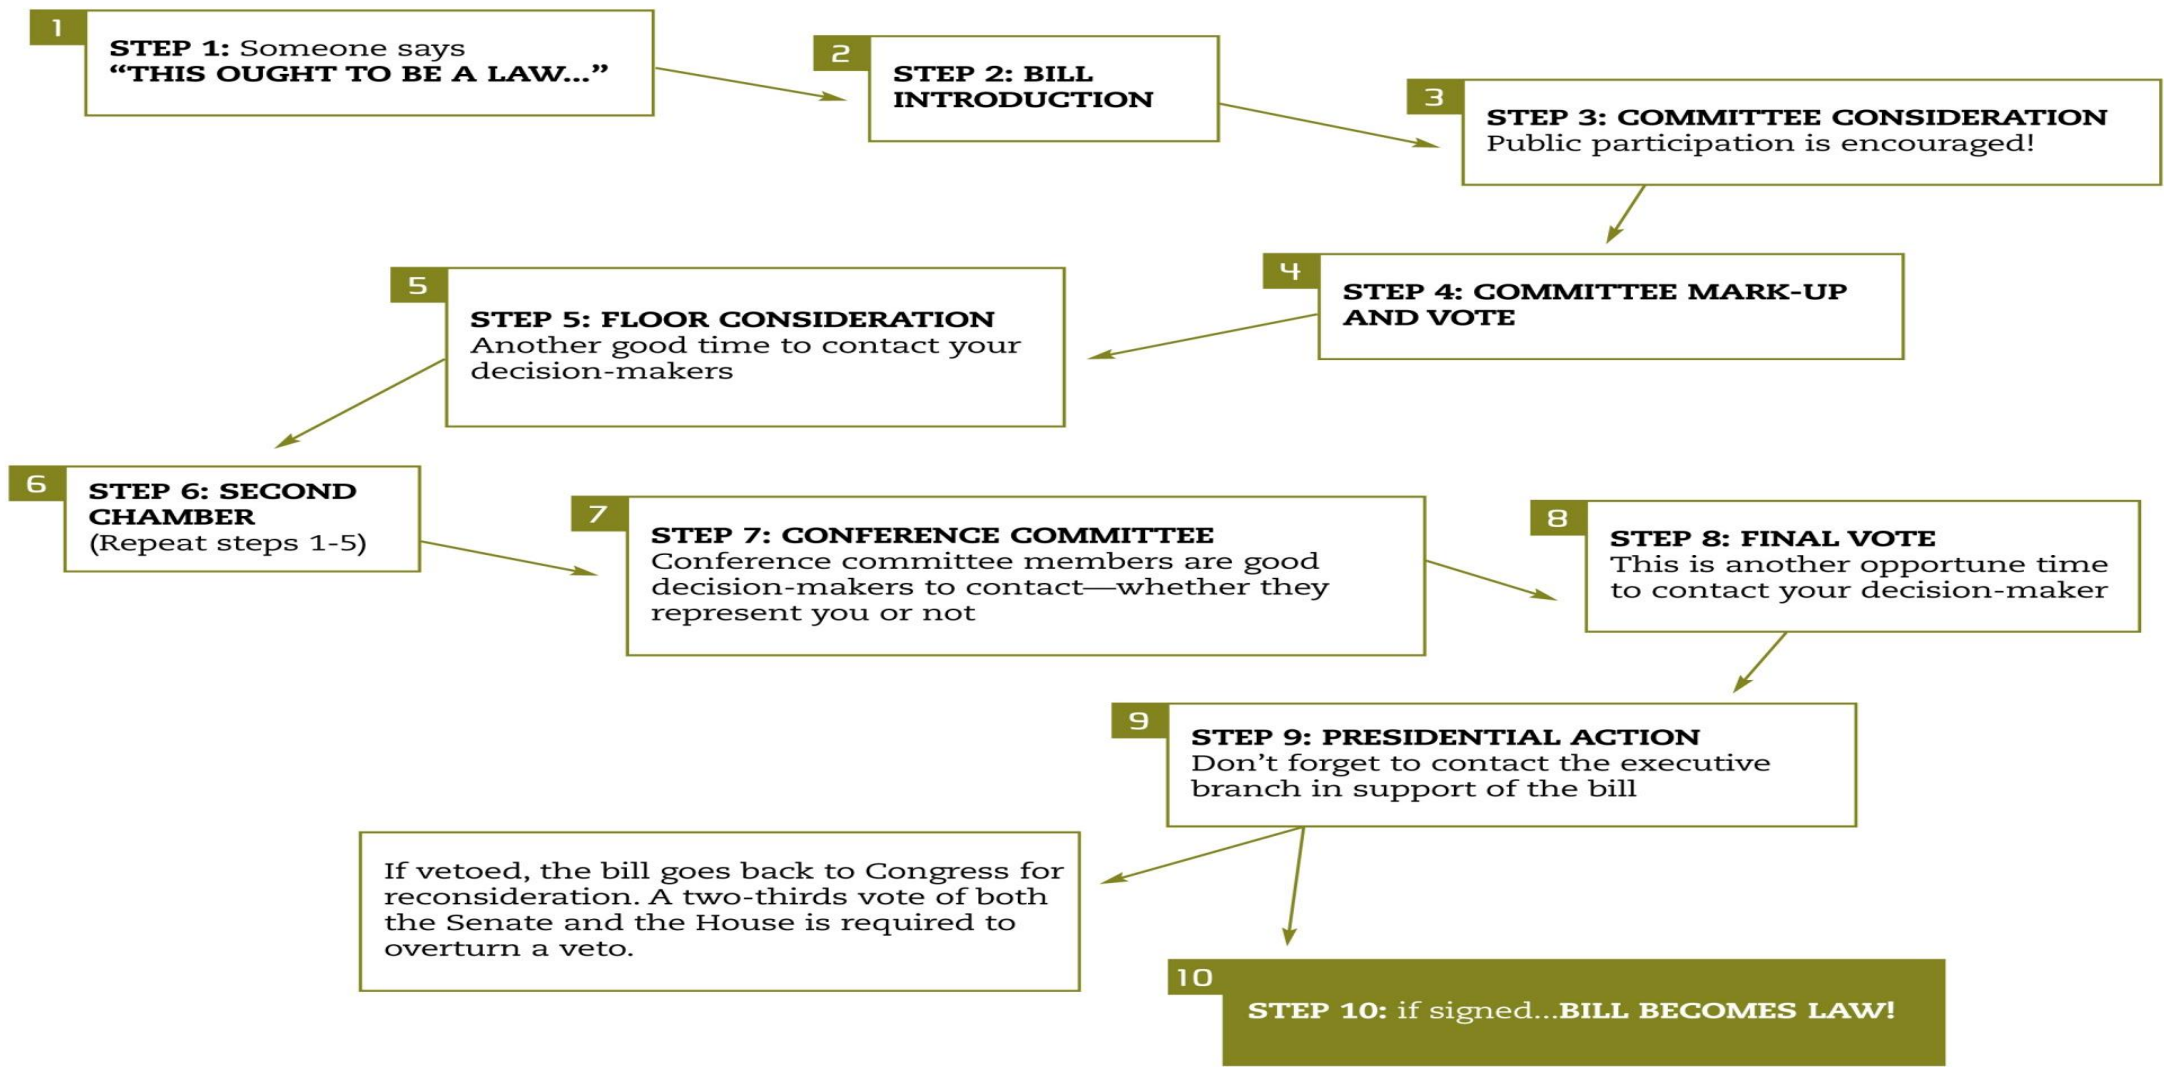 1
STEP 1: Someone says
“THIS OUGHT TO BE A LAW...”
2
STEP 2: BILL
INTRODUCTION
3
STEP 3: COMMITTEE CONSIDERATION
Public participation is encouraged!
4
STEP 4: COMMITTEE MARK-UP
AND VOTE
5
STEP 5: FLOOR CONSIDERATION
Another good time to contact your
decision-makers
6
STEP 6: SECOND
CHAMBER
(Repeat steps 1-5)
7
STEP 7: CONFERENCE COMMITTEE
Conference committee members are good
decision-makers to contact—whether they
represent you or not
8
STEP 8: FINAL VOTE
This is another opportune time
to contact your decision-maker
9
STEP 9: PRESIDENTIAL ACTION
Don’t forget to contact the executive
branch in support of the bill
If vetoed, the bill goes back to Congress for
reconsideration. A two-thirds vote of both
the Senate and the House is required to
overturn a veto.
10
STEP 10: if signed...BILL BECOMES LAW!